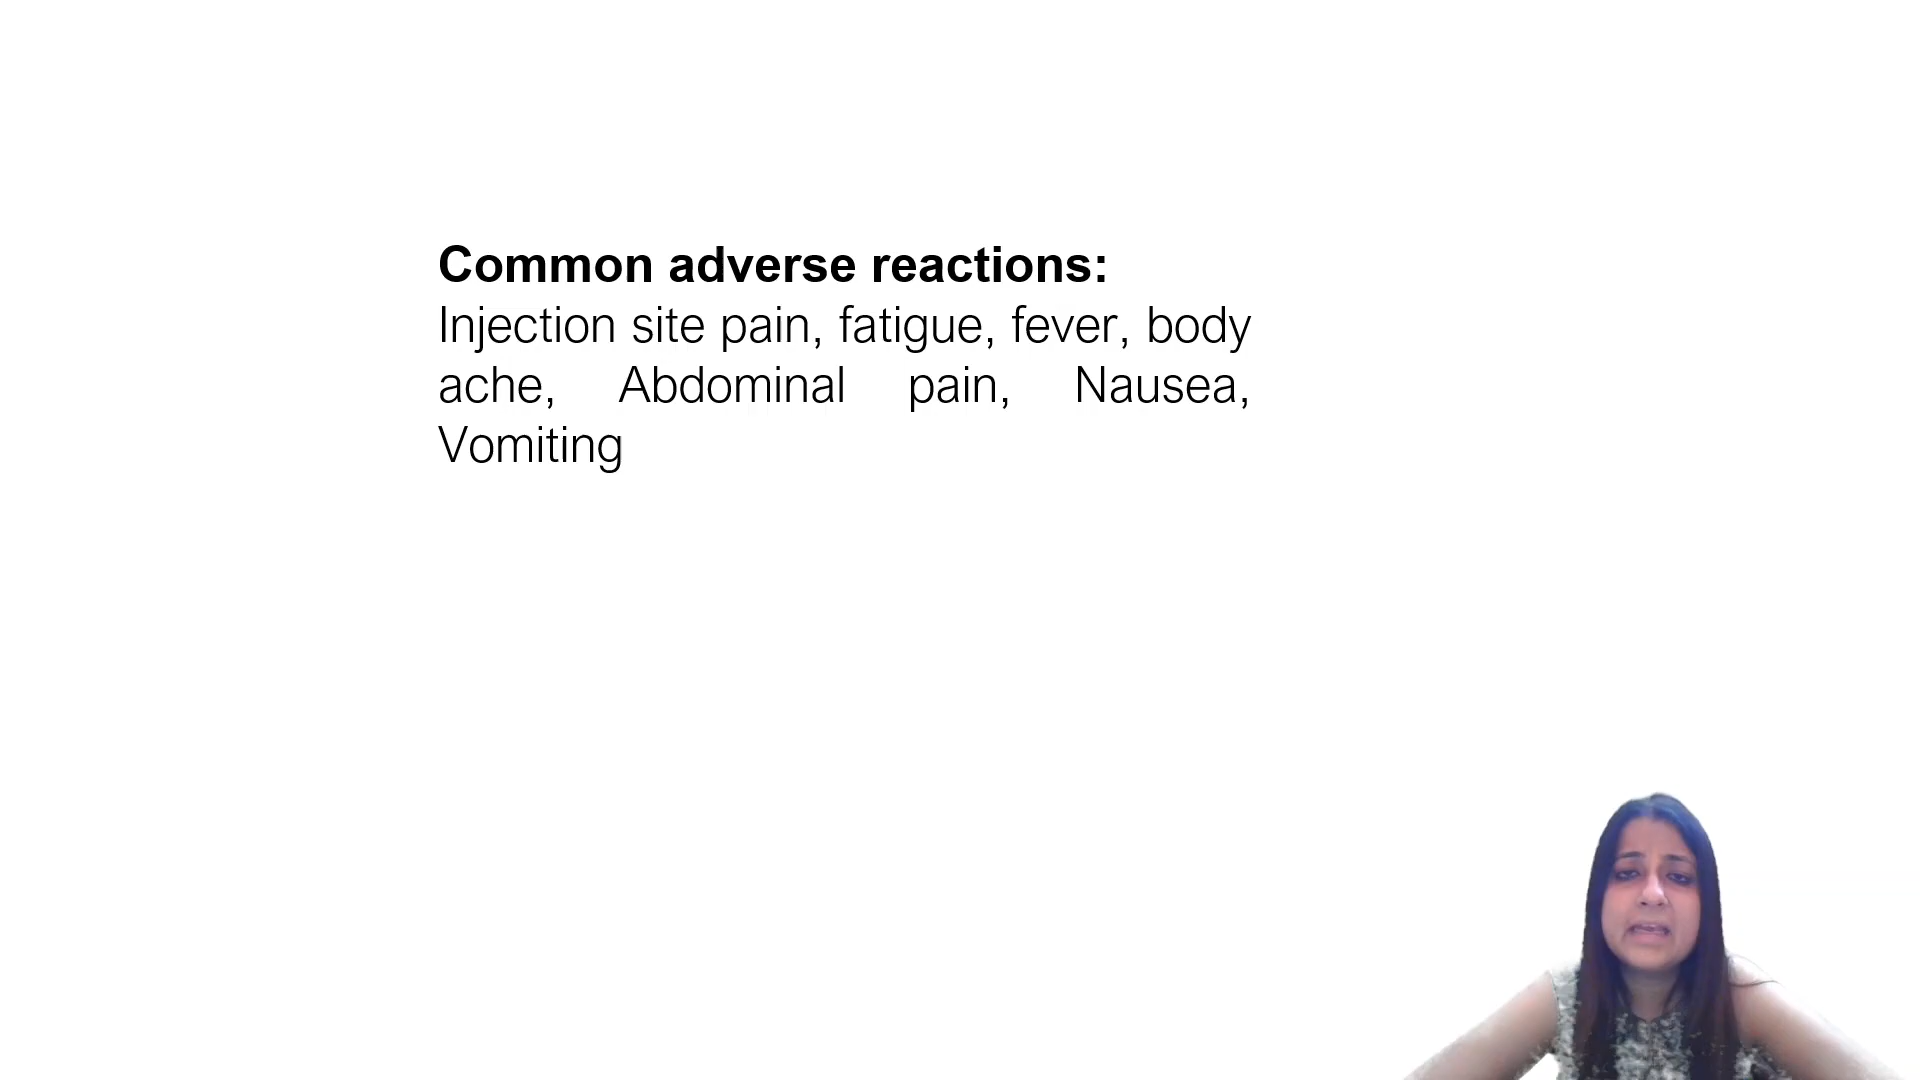 Common adverse reactions:
Injection site pain, fatigue, fever, body
ache, Abdominal pain, Nausea,
Vomiting